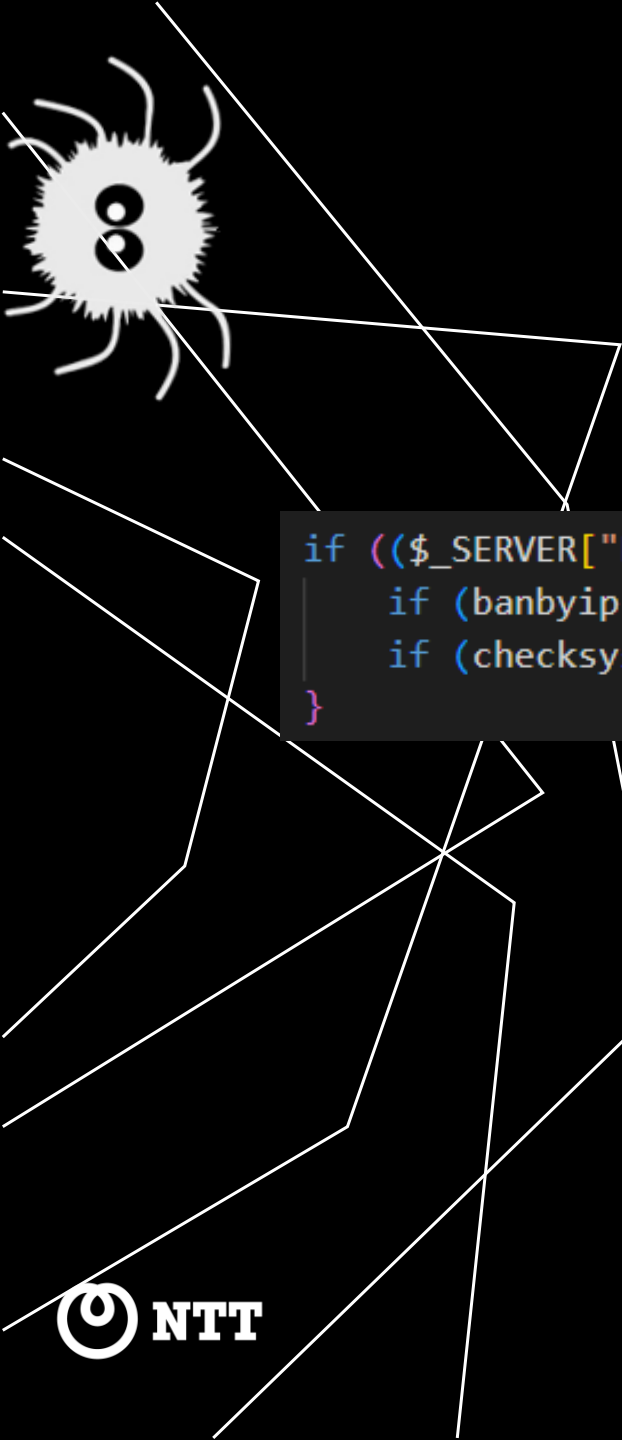 if (($_SERVER["
if (banbyip
if (checksy
}
NTT